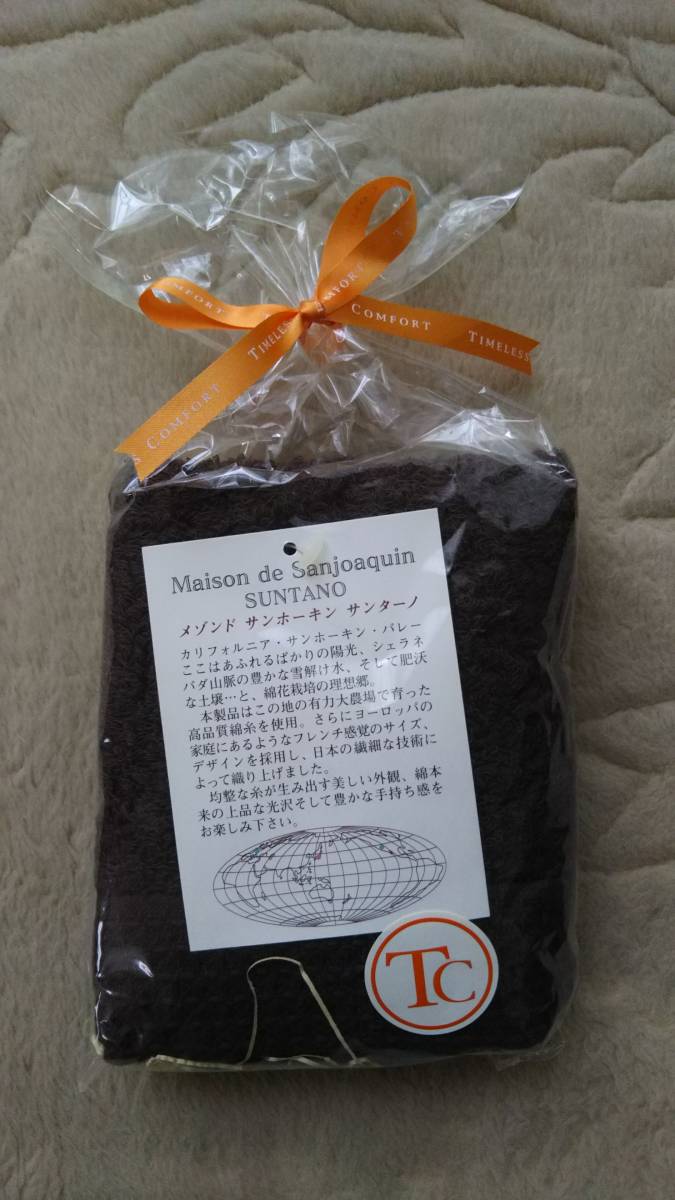 COMFORT
MFORT
COMFORT
TIMELESS
TIMELES
S COMFORT
Maison de Sanjoaquin
SUNTANO
メゾンド サンホーキン サンターノ
カリフォルニア・サンホーキン・バレー
ここはあふれるばかりの陽光、シェラネ
バダ山脈の豊かな雪解け水、そして肥沃
な土壌…と、綿花栽培の理想郷。
本製品はこの地の有力大農場で育った
高品質綿糸を使用。さらにヨーロッパの
家庭にあるようなフレンチ感覚のサイズ、
デザインを採用し、日本の繊細な技術に
よって織り上げました。
均整な糸が生み出す美しい外観、綿本
来の上品な光沢そして豊かな手持ち感を
お楽しみ下さい。
TC